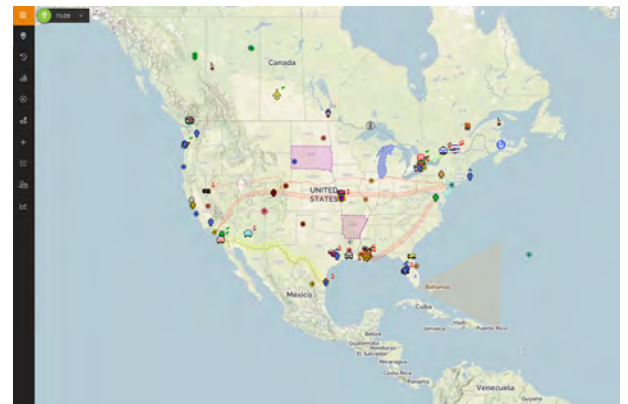 15:09
Canada
UNITED
STATES
Mexico
Bahamas
Cuba
Haiti
Jamaica
Puerto Rico
Belize
Guatemala
Honduras
El Salvador
Nicaragua
Costa Rica
Panama
Venezuela
Guyana